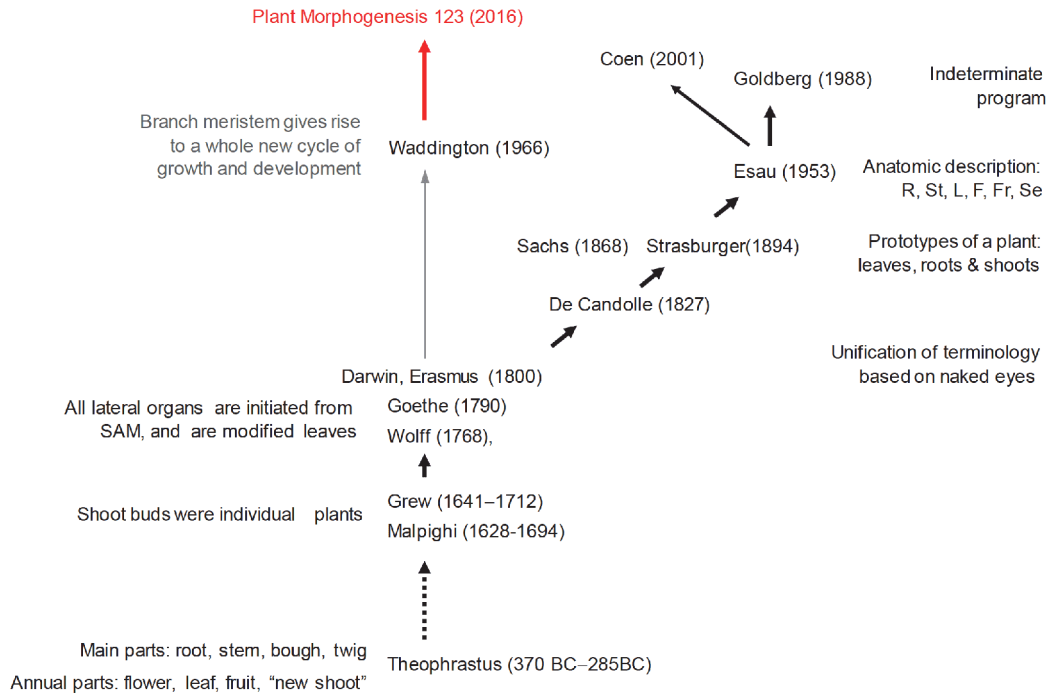 Plant Morphogenesis 123 (2016)
Coen (2001)
Goldberg (1988)
Indeterminate
program
Branch meristem gives rise
to a whole new cycle of
growth and development
Waddington (1966)
Esau (1953)
Anatomic description:
R, St, L, F, Fr, Se
Sachs (1868)
Strasburger(1894)
Prototypes of a plant:
leaves, roots & shoots
De Candolle (1827)
Unification of terminology
based on naked eyes
Darwin, Erasmus (1800)
All lateral organs are initiated from
SAM, and are modified leaves
Goethe (1790)
Wolff (1768),
Shoot buds were individual plants
Grew (1641–1712)
Malpighi (1628-1694)
Main parts: root, stem, bough, twig
Annual parts: flower, leaf, fruit, “new shoot”
Theophrastus (370 BC–285BC)